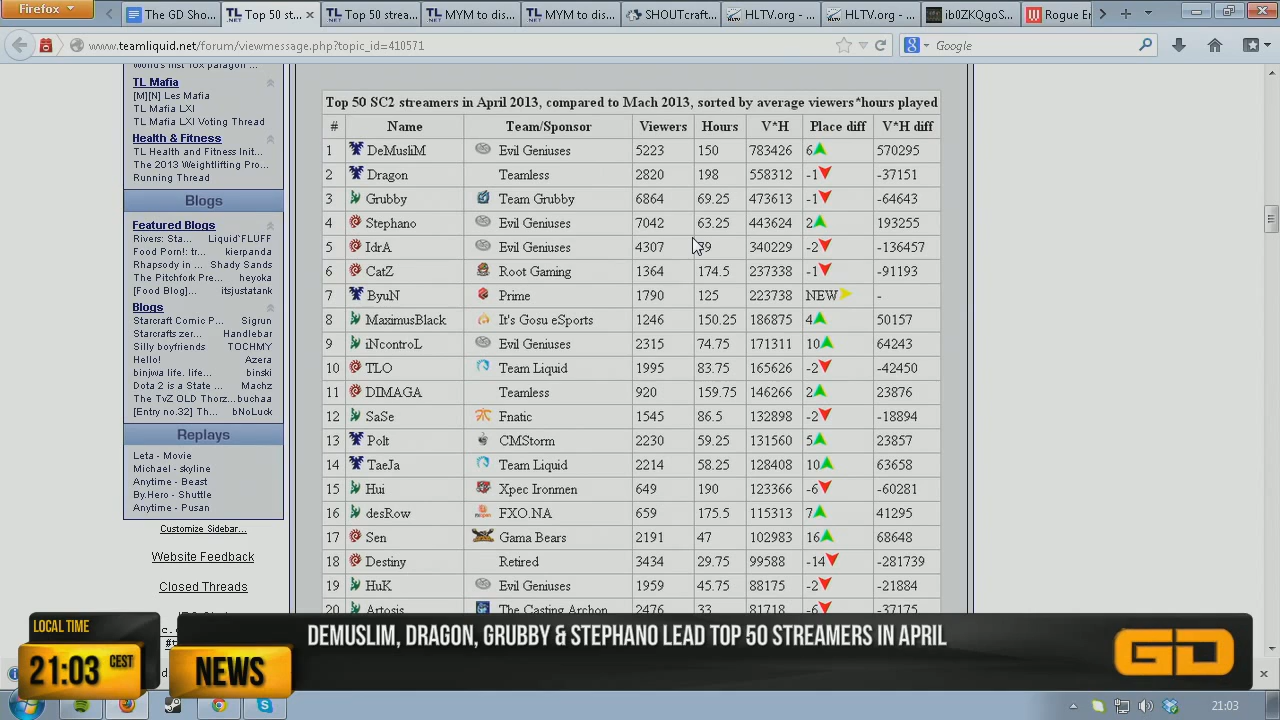 Firefox
The GD Sho...
Top 50 st...
Top 50 strea...
MYM to dis...
MYM to dis...
SHOUTcraft...
HLTV.org ...
HLTV.org ...
ib0ZKQgoS...
Rogue Er...
www.teamliquid.net/forum/viewmessage.php?topic_id=410571
Google
World's first 10x paragon ...
TL Mafia
[M][N] Les Mafia
TL Mafia LXI
TL Mafia LXI Voting Thread
Health & Fitness
TL Health and Fitness Init...
The 2013 Weightlifting Pro...
Running Thread
Blogs
Featured Blogs
Rivers: Sta... Liquid`FLUFF
Food Porn!: tr... kierpanda
Rhapsody in ... Shady Sands
The Pitchfork Pre... heyoka
[Food Blog]... itsjustatank
Blogs
Starcraft Comic P... Sigrun
Starcrafts zer... Handlebar
Silly boyfriends TOCHMY
Hello! Azera
binjwa life. life... binski
Dota 2 is a State ... Machz
The TvZ OLD Thorz...buchaa
[Entry no.32] Th... bNoLuck
Replays
Leta - Movie
Michael - skyline
Anytime - Beast
By.Hero - Shuttle
Anytime - Pusan
Customize Sidebar...
Website Feedback
Closed Threads
Top 50 SC2 streamers in April 2013, compared to Mach 2013, sorted by average viewers*hours played
# Name Team/Sponsor Viewers Hours V*H Place diff V*H diff
1 DeMusliM Evil Geniuses 5223 150 783426 6 570295
2 Dragon Teamless 2820 198 558312 -1 -37151
3 Grubby Team Grubby 6864 69.25 473613 -1 -64643
4 Stephano Evil Geniuses 7042 63.25 443624 2 193255
5 IdrA Evil Geniuses 4307 79 340229 -2 -136457
6 CatZ Root Gaming 1364 174.5 237338 -1 -91193
7 ByuN Prime 1790 125 223738 NEW -
8 MaximusBlack It's Gosu eSports 1246 150.25 186875 4 50157
9 iNcontroL Evil Geniuses 2315 74.75 171311 10 64243
10 TLO Team Liquid 1995 83.75 165626 -2 -42450
11 DIMAGA Teamless 920 159.75 146266 2 23876
12 SaSe Fnatic 1545 86.5 132898 -2 -18894
13 Polt CMStorm 2230 59.25 131560 5 23857
14 TaeJa Team Liquid 2214 58.25 128408 10 63658
15 Hui Xpec Ironmen 649 190 123366 -6 -60281
16 desRow FXO.NA 659 175.5 115313 7 41295
17 Sen Gama Bears 2191 47 102983 16 68648
18 Destiny Retired 3434 29.75 99588 -14 -281739
19 HuK Evil Geniuses 1959 45.75 88175 -2 -21884
20 Artosis The Casting Archon 2476 33 81718 -6 -37175
LOCAL TIME
21:03 CEST
NEWS
DEMUSLIM, DRAGON, GRUBBY & STEPHANO LEAD TOP 50 STREAMERS IN APRIL
GD
21:03